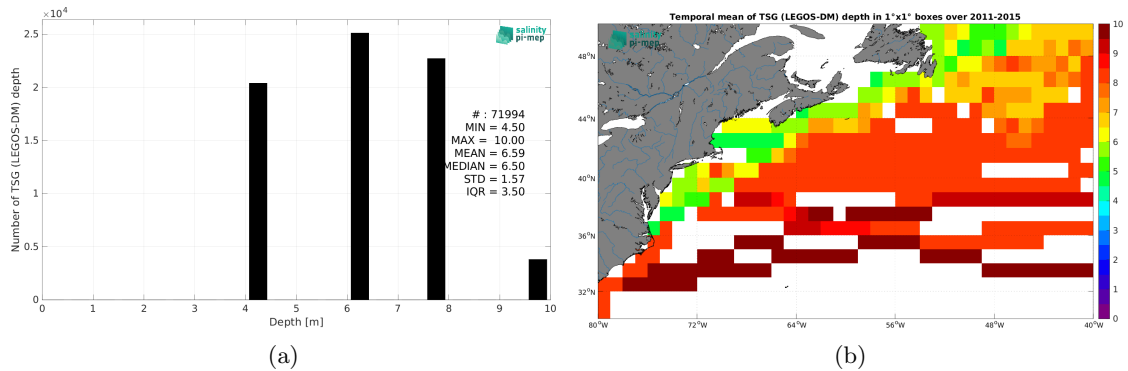 ×10⁴
2.5
2
1.5
1
0.5
0
Number of TSG (LEGOS-DM) depth
salinity
pi-mep
# : 71994
MIN = 4.50
MAX = 10.00
MEAN = 6.59
MEDIAN = 6.50
STD = 1.57
IQR = 3.50
0 1 2 3 4 5 6 7 8 9 10
Depth [m]
(a)
Temporal mean of TSG (LEGOS-DM) depth in 1°x1° boxes over 2011-2015
salinity
pi-mep
48°N
44°N
40°N
36°N
32°N
80°W 72°W 64°W 56°W 48°W 40°W
10
9
8
7
6
5
4
3
2
1
0
(b)